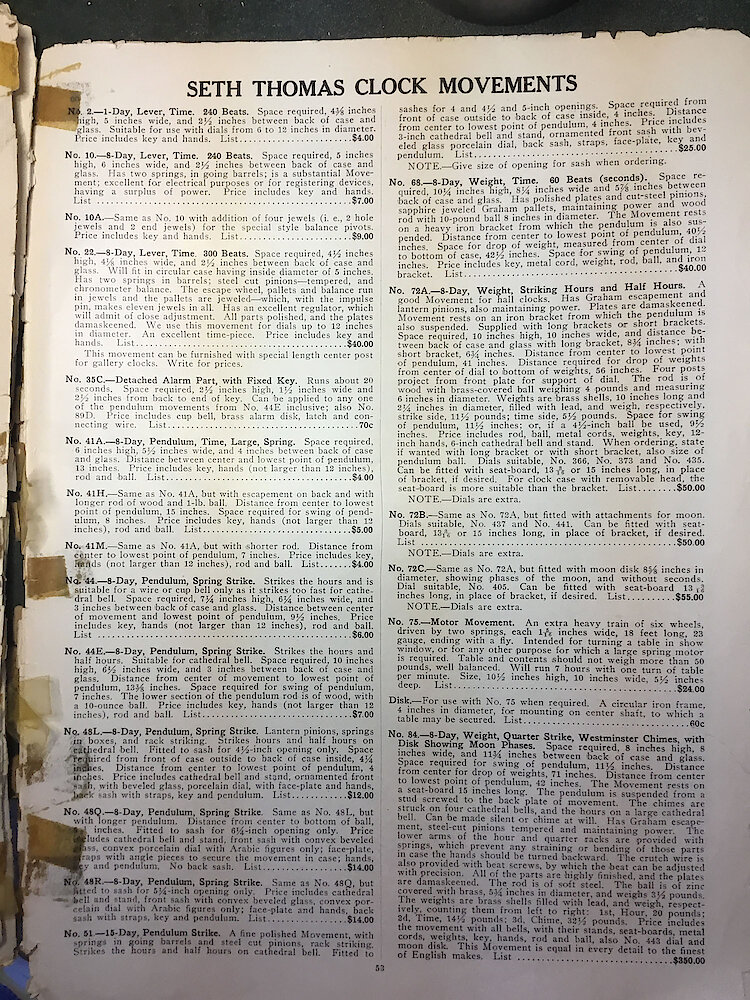 SETH THOMAS CLOCK MOVEMENTS
No. 2.—1-Day, Lever, Time. 240 Beats. Space required, 4⅜ inches
high, 5 inches wide, and 2½ inches between back of case and
glass. Suitable for use with dials from 6 to 12 inches in diameter.
Price includes key and hands. List..........$4.00
No. 10.—8-Day, Lever, Time. 240 Beats. Space required, 5 inches
high, 6 inches wide, and 2½ inches between back of case and
glass. Has two springs, in going barrels; is a substantial Move-
ment; excellent for electrical purposes or for registering devices,
having a surplus of power. Price includes key and hands.
List..........$7.00
No. 10A.—Same as No. 10 with addition of four jewels (i. e., 2 hole
jewels and 2 end jewels) for the special style balance pivots.
Price includes key and hands. List..........$9.00
No. 22.—8-Day, Lever, Time. 300 Beats. Space required, 4½ inches
high, 4⅛ inches wide, and 2½ inches between back of case and
glass. Will fit in circular case having inside diameter of 5 inches.
Has two springs in barrels; steel cut pinions—tempered, and
chronometer balance. The escape wheel, pallets and balance run
in jewels and the pallets are jeweled—which, with the impulse
pin, makes eleven jewels in all. Has an excellent regulator, which
will admit of close adjustment. All parts polished, and the plates
damaskeened. We use this movement for dials up to 12 inches
in diameter. An excellent time-piece. Price includes key and
hands. List..........$40.00
This movement can be furnished with special length center post
for gallery clocks. Write for prices.
No. 35C.—Detached Alarm Part, with Fixed Key. Runs about 20
seconds. Space required, 2¾ inches high, 1½ inches wide and
2½ inches from back to end of key. Can be applied to any one
of the pendulum movements from No. 44E inclusive; also No.
89D. Price includes cup bell, brass alarm disk, latch and con-
necting wire. List..........70c
No. 41A.—8-Day, Pendulum, Time, Large, Spring. Space required,
6 inches high, 5½ inches wide, and 4 inches between back of case
and glass. Distance between center and lowest point of pendulum,
13 inches. Price includes key, hands (not larger than 12 inches),
rod and ball. List..........$4.00
No. 41H.—Same as No. 41A, but with escapement on back and with
longer rod of wood and 1-lb. ball. Distance from center to lowest
point of pendulum, 15 inches. Space required for swing of pend-
ulum, 8 inches. Price includes key, hands (not larger than 12
inches), rod and ball. List..........$5.00
No. 41M.—Same as No. 41A, but with shorter rod. Distance from
center to lowest point of pendulum, 7 inches. Price includes key,
hands (not larger than 12 inches), rod and ball. List..........$4.00
No. 44.—8-Day, Pendulum, Spring Strike. Strikes the hours and is
suitable for a wire or cup bell only as it strikes too fast for cathe-
dral bell. Space required, 7¾ inches high, 6¼ inches wide, and
3 inches between back of case and glass. Distance between center
of movement and lowest point of pendulum, 9½ inches. Price
includes key, hands (not larger than 12 inches), rod and ball.
List..........$6.00
No. 44E.—8-Day, Pendulum, Spring Strike. Strikes the hours and
half hours. Suitable for cathedral bell. Space required, 10 inches
high, 6½ inches wide, and 3 inches between back of case and
glass. Distance from center of movement to lowest point of
pendulum, 13⅜ inches. Space required for swing of pendulum,
7 inches. The lower section of the pendulum rod is of wood, with
a 10-ounce ball. Price includes key, hands (not larger than 12
inches), rod and ball. List..........$7.00
No. 48L.—8-Day, Pendulum, Spring Strike. Lantern pinions, springs
in boxes, and rack striking. Strikes hours and half hours on
cathedral bell. Fitted to sash for 4½-inch opening only. Space
required from front of case outside to back of case inside, 4¾
inches. Distance from center to lowest point of pendulum, 4
inches. Price includes cathedral bell and stand, ornamented front
sash, with beveled glass, porcelain dial, with face-plate and hands,
back sash with straps, key and pendulum. List..........$12.00
No. 48Q.—8-Day, Pendulum, Spring Strike. Same as No. 48L, but
with longer pendulum. Distance from center to bottom of ball,
inches. Fitted to sash for 6¼-inch opening only. Price
includes cathedral bell and stand, front sash with convex beveled
glass, convex porcelain dial with Arabic figures only; face-plate,
straps with angle pieces to secure the movement in case; hands,
key and pendulum. No back sash. List..........$14.00
No. 48R.—8-Day, Pendulum, Spring Strike. Same as No. 48Q, but
fitted to sash for 5¼-inch opening only. Price includes cathedral
bell and stand, front sash with convex beveled glass, convex por-
celain dial with Arabic figures only; face-plate and hands, back
sash with straps, key and pendulum. List..........$14.00
No. 51.—15-Day, Pendulum Strike. A fine polished Movement, with
springs in going barrels and steel cut pinions, rack striking.
Strikes the hours and half hours on cathedral bell. Fitted to
sashes for 4 and 4½ and 5-inch openings. Space required from
front of case outside to back of case inside, 4 inches. Distance
from center to lowest point of pendulum, 4 inches. Price includes
3-inch cathedral bell and stand, ornamented front sash with bev-
eled glass porcelain dial, back sash, straps, face-plate, key and
pendulum. List..........$25.00
NOTE.—Give size of opening for sash when ordering.
No. 68.—8-Day, Weight, Time. 60 Beats (seconds). Space re-
quired, 10¼ inches high, 8¼ inches wide and 5⅞ inches between
back of case and glass. Has polished plates and cut-steel pinions,
sapphire jeweled Graham pallets, maintaining power and wood
rod with 10-pound ball 8 inches in diameter. The Movement rests
on a heavy iron bracket from which the pendulum is also sus-
pended. Distance from center to lowest point of pendulum, 40½
inches. Space for drop of weight, measured from center of dial
to bottom of case, 42½ inches. Space for swing of pendulum, 12
inches. Price includes key, metal cord, weight, rod, ball, and iron
bracket. List..........$40.00
No. 72A.—8-Day, Weight, Striking Hours and Half Hours. A
good Movement for hall clocks. Has Graham escapement and
lantern pinions, also maintaining power. Plates are damaskeened.
Movement rests on an iron bracket from which the pendulum is
also suspended. Supplied with long brackets or short brackets.
Space required, 10 inches high, 10 inches wide, and distance be-
tween back of case and glass with long bracket, 8¾ inches; with
short bracket, 6¾ inches. Distance from center to lowest point
of pendulum, 41 inches. Distance required for drop of weights
from center of dial to bottom of weights, 56 inches. Four posts
project from front plate for support of dial. The rod is of
wood with brass-covered ball weighing 4 pounds and measuring
6 inches in diameter. Weights are brass shells, 10 inches long and
2¼ inches in diameter, filled with lead, and weigh, respectively,
strike side, 11½ pounds; time side, 5½ pounds. Space for swing
of pendulum, 11½ inches; or, if a 4½-inch ball be used, 9½
inches. Price includes rod, ball, metal cords, weights, key, 12-
inch hands, 6-inch cathedral bell and stand. When ordering, state
if wanted with long bracket or with short bracket, also size of
pendulum ball. Dials suitable, No. 366, No. 373 and No. 435.
Can be fitted with seat-board, 13 5/16 or 15 inches long, in place
of bracket, if desired. For clock case with removable head, the
seat-board is more suitable than the bracket. List..........$50.00
NOTE.—Dials are extra.
No. 72B.—Same as No. 72A, but fitted with attachments for moon.
Dials suitable, No. 437 and No. 441. Can be fitted with seat-
board, or 15 inches long, in place of bracket, if desired.
List..........$50.00
NOTE.—Dials are extra.
No. 72C.—Same as No. 72A, but fitted with moon disk 8⅝ inches in
diameter, showing phases of the moon, and without seconds.
Dial suitable, No. 405. Can be fitted with seat-board
inches long, in place of bracket, if desired. List..........$55.00
NOTE.—Dials are extra.
No. 75.—Motor Movement. An extra heavy train of six wheels,
driven by two springs, each inches wide, 18 feet long, 23
gauge, ending with a fly. Intended for turning a table in show
window, or for any other purpose for which a large spring motor
is required. Table and contents should not weigh more than 50
pounds, well balanced. Will run 7 hours with one turn of table
per minute. Size, 10½ inches high, 10 inches wide, 5½ inches
deep. List..........$24.00
Disk.—For use with No. 75 when required. A circular iron frame,
4 inches in diameter, for mounting on center shaft, to which a
table may be secured. List..........60c
No. 84.—8-Day, Weight, Quarter Strike, Westminster Chimes, with
Disk Showing Moon Phases. Space required, 8 inches high, 8
inches wide, and 11¾ inches between back of case and glass.
Space required for swing of pendulum, 11½ inches. Distance
from center for drop of weights, 71 inches. Distance from center
to lowest point of pendulum, 42 inches. The Movement rests on
a seat-board 15 inches long. The pendulum is suspended from a
stud screwed to the back plate of movement. The chimes are
struck on four cathedral bells, and the hours on a large cathedral
bell. Can be made silent or chime at will. Has Graham escape-
ment, steel-cut pinions tempered and maintaining power. The
lower arms of the hour and quarter racks are provided with
springs, which prevent any straining or bending of those parts
in case the hands should be turned backward. The crutch wire is
also provided with beat screws, by which the beat can be adjusted
with precision. All of the parts are highly finished, and the plates
are damaskeened. The rod is of soft steel. The ball is of zinc
covered with brass, 5¾ inches in diameter, and weighs 3½ pounds.
The weights are brass shells filled with lead, and weigh, respect-
ively, counting them from left to right: 1st, Hour, 20 pounds;
2d, Time, 14½ pounds; 3d, Chime, 32½ pounds. Price includes
the movement with all bells, with their stands, seat-boards, metal
cords, weights, key, hands, rod and ball, also No. 443 dial and
moon disk. This Movement is equal in every detail to the finest
of English makes. List..........$350.00
53